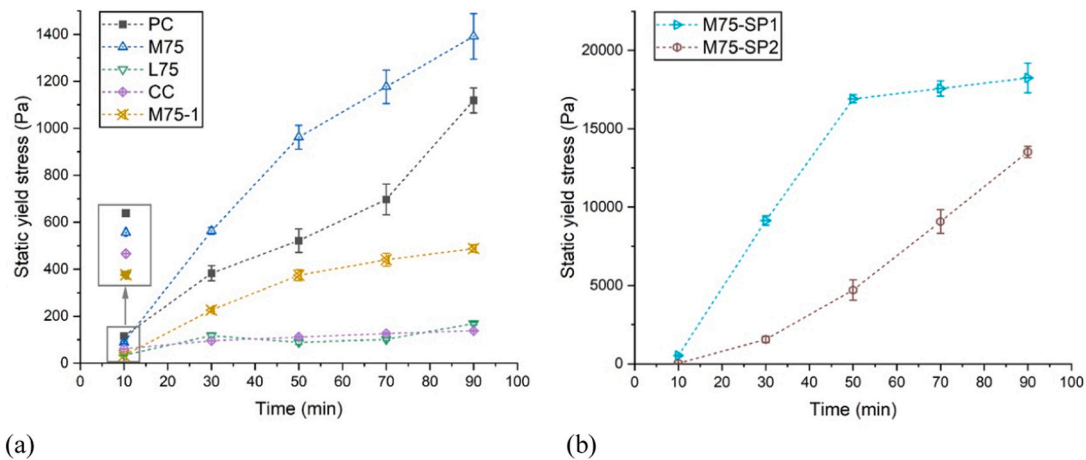 PC
M75
L75
CC
M75-1
1400
1200
1000
800
600
400
200
0
Static yield stress (Pa)
0 10 20 30 40 50 60 70 80 90 100
Time (min)
(a)
M75-SP1
M75-SP2
20000
15000
10000
5000
0
Static yield stress (Pa)
0 10 20 30 40 50 60 70 80 90 100
Time (min)
(b)